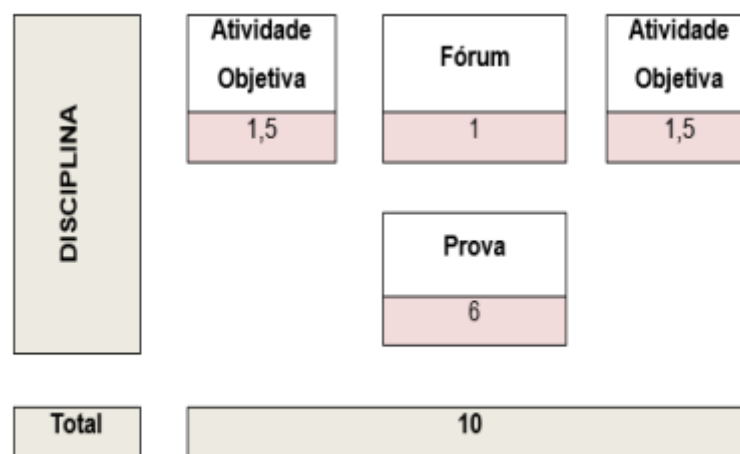 DISCIPLINA
Atividade
Objetiva
1,5
Fórum
1
Atividade
Objetiva
1,5
Prova
6
Total
10